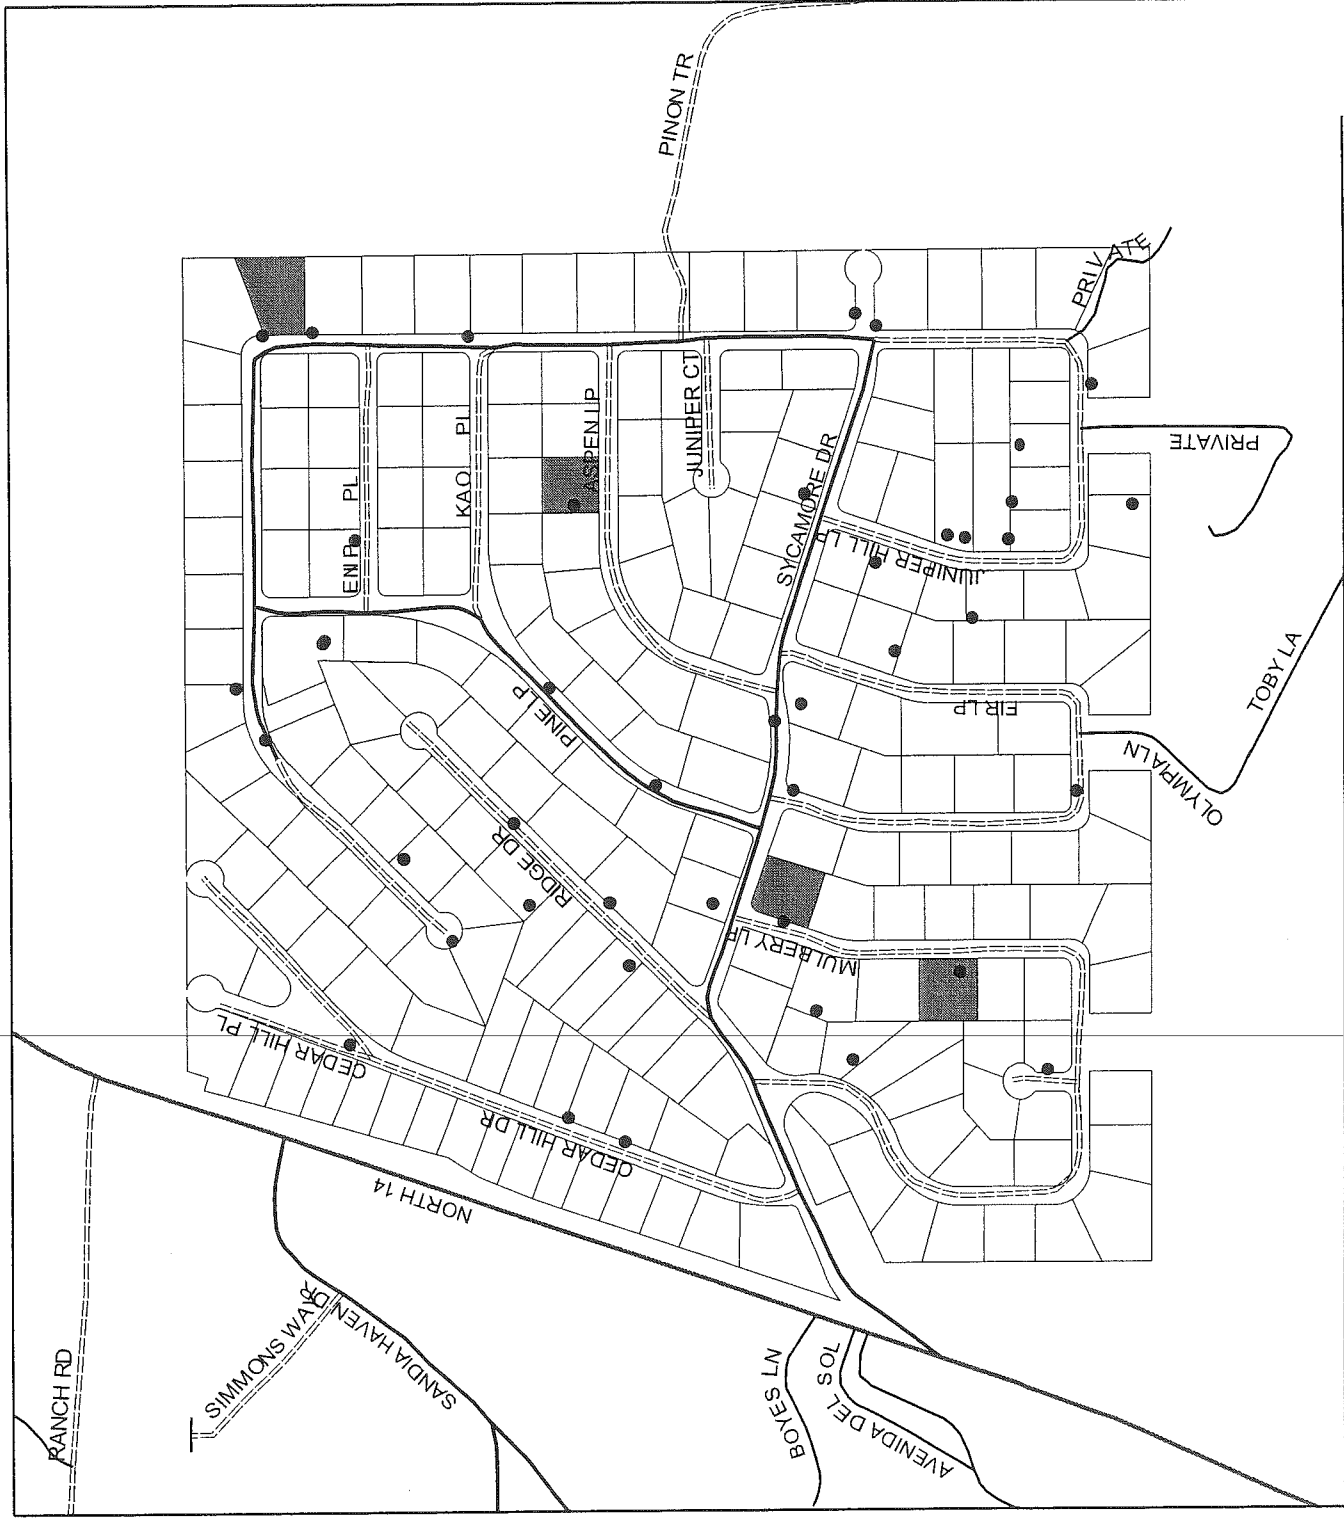 PINON TR
PRIVATE
JUNIPER CT
ASPEN LP
KAO PL
PL
SYCAMORE DR
PRIVATE
JUNIPER HILL LP
PINE LP
FIR LP
TOBY LA
OLYMPIA LN
RIDGE DR
MULBERY LP
CEDAR HILL PL
CEDAR HILL DR
CEDAR HILL DR
NORTH 14
SIMMONS WAY
SANDIA HAVEN DR
RANCH RD
BOYES LN
AVENIDA DEL SOL